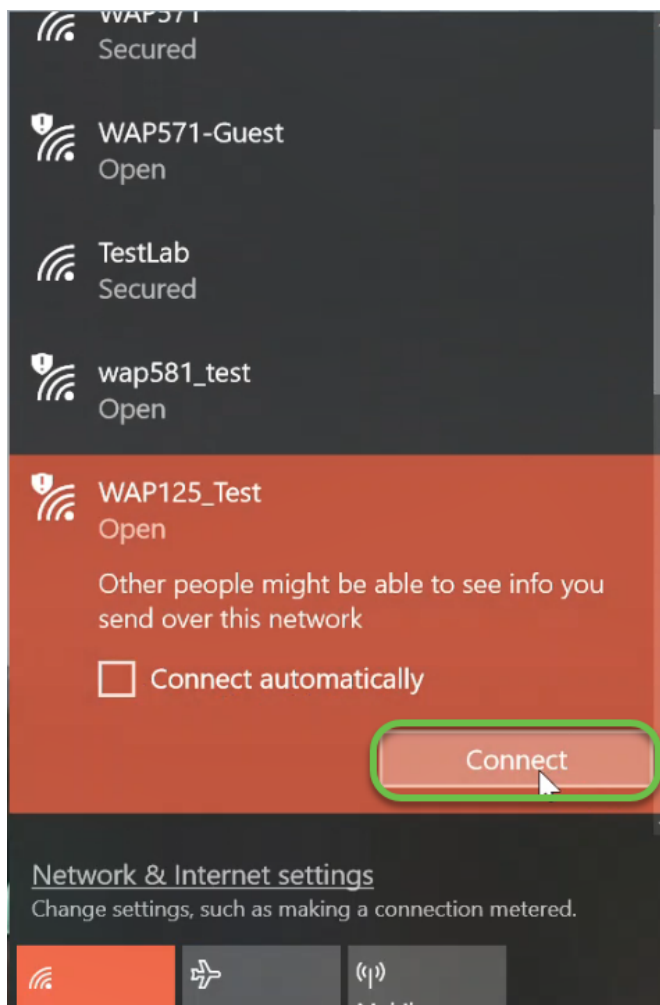 WAP571
Secured
WAP571-Guest
Open
TestLab
Secured
wap581_test
Open
WAP125_Test
Open
Other people might be able to see info you
send over this network
Connect automatically
Connect
Network & Internet settings
Change settings, such as making a connection metered.